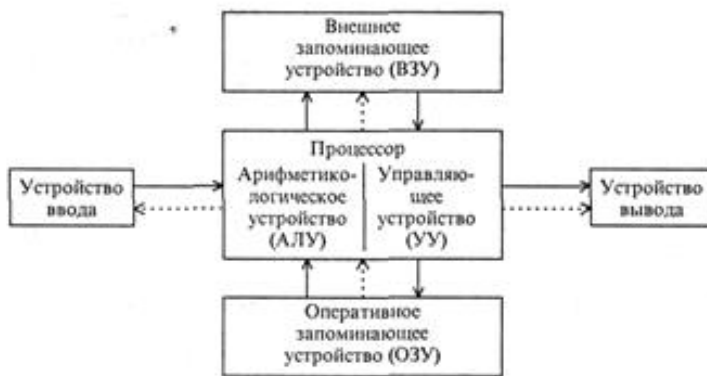 Внешнее
запоминающее
устройство (ВЗУ)
Процессор
Арифметико-
логическое
устройство
(АЛУ)
Управляю-
щее
устройство
(УУ)
Устройство
ввода
Устройство
вывода
Оперативное
запоминающее
устройство (ОЗУ)